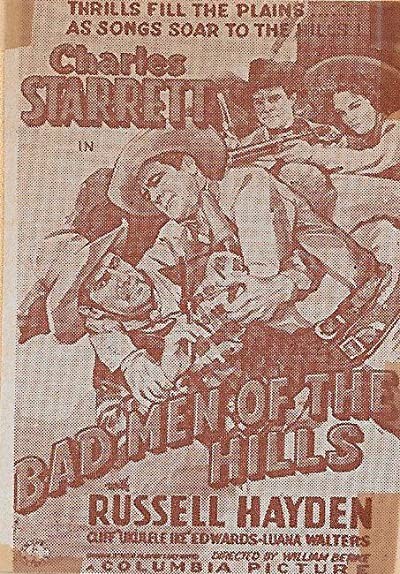 THRILLS FILL THE PLAINS.....
AS SONGS SOAR TO THE HILLS!
Charles
STARRETT
IN
BAD MEN OF THE
HILLS
with
RUSSELL HAYDEN
CLIFF 'UKULELE IKE' EDWARDS-LUANA WALTERS
DIRECTED BY WILLIAM BERKE
A COLUMBIA PICTURE